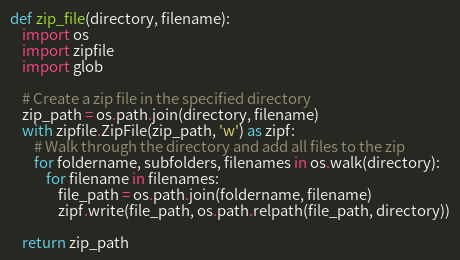 def zip_file(directory, filename):
    import os
    import zipfile
    import glob

    # Create a zip file in the specified directory
    zip_path = os.path.join(directory, filename)
    with zipfile.ZipFile(zip_path, 'w') as zipf:
        # Walk through the directory and add all files to the zip
        for foldername, subfolders, filenames in os.walk(directory):
            for filename in filenames:
                file_path = os.path.join(foldername, filename)
                zipf.write(file_path, os.path.relpath(file_path, directory))

    return zip_path